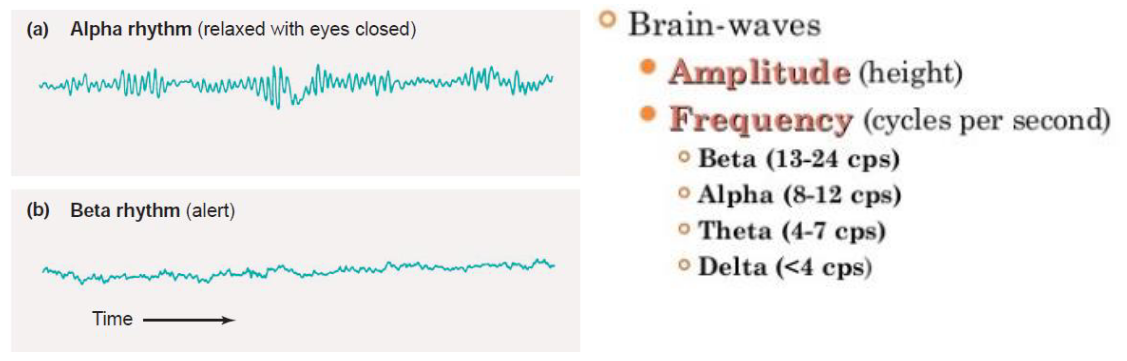 (a) Alpha rhythm (relaxed with eyes closed)
(b) Beta rhythm (alert)
Time
Brain-waves
Amplitude (height)
Frequency (cycles per second)
Beta (13-24 cps)
Alpha (8-12 cps)
Theta (4-7 cps)
Delta (<4 cps)